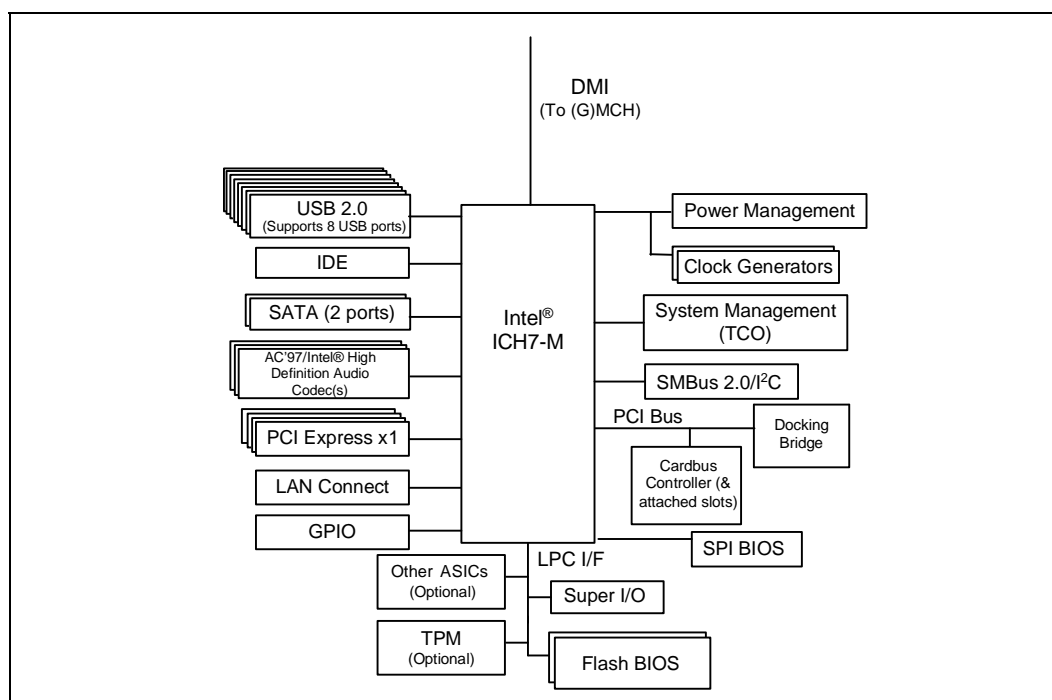 DMI
(To (G)MCH)
USB 2.0
(Supports 8 USB ports)
IDE
SATA (2 ports)
AC'97/Intel® High
Definition Audio
Codec(s)
PCI Express x1
LAN Connect
GPIO
Intel®
ICH7-M
Power Management
Clock Generators
System Management
(TCO)
SMBus 2.0/I²C
PCI Bus
Docking
Bridge
Cardbus
Controller (&
attached slots)
SPI BIOS
LPC I/F
Other ASICs
(Optional)
Super I/O
TPM
(Optional)
Flash BIOS